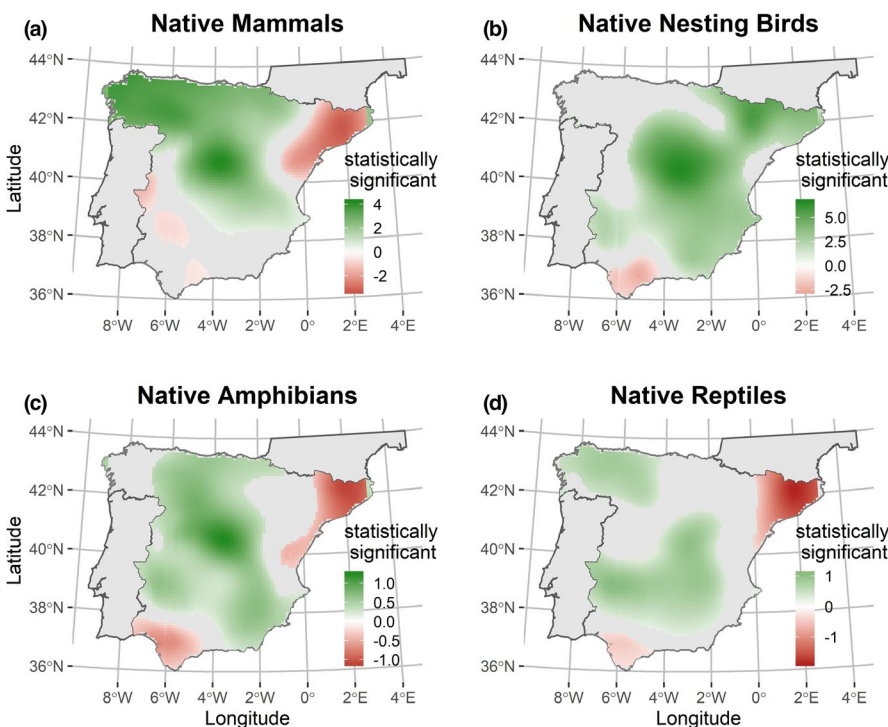 (a) Native Mammals
44°N
42°N
40°N
38°N
36°N
Latitude
8°W 6°W 4°W 2°W 0° 2°E 4°E
statistically
significant
4
2
0
-2
(b) Native Nesting Birds
44°N
42°N
40°N
38°N
36°N
8°W 6°W 4°W 2°W 0° 2°E 4°E
statistically
significant
5.0
2.5
0.0
-2.5
(c) Native Amphibians
44°N
42°N
40°N
38°N
36°N
Latitude
8°W 6°W 4°W 2°W 0° 2°E 4°E
Longitude
statistically
significant
1.0
0.5
0.0
-0.5
-1.0
(d) Native Reptiles
44°N
42°N
40°N
38°N
36°N
8°W 6°W 4°W 2°W 0° 2°E 4°E
Longitude
statistically
significant
1
0
-1